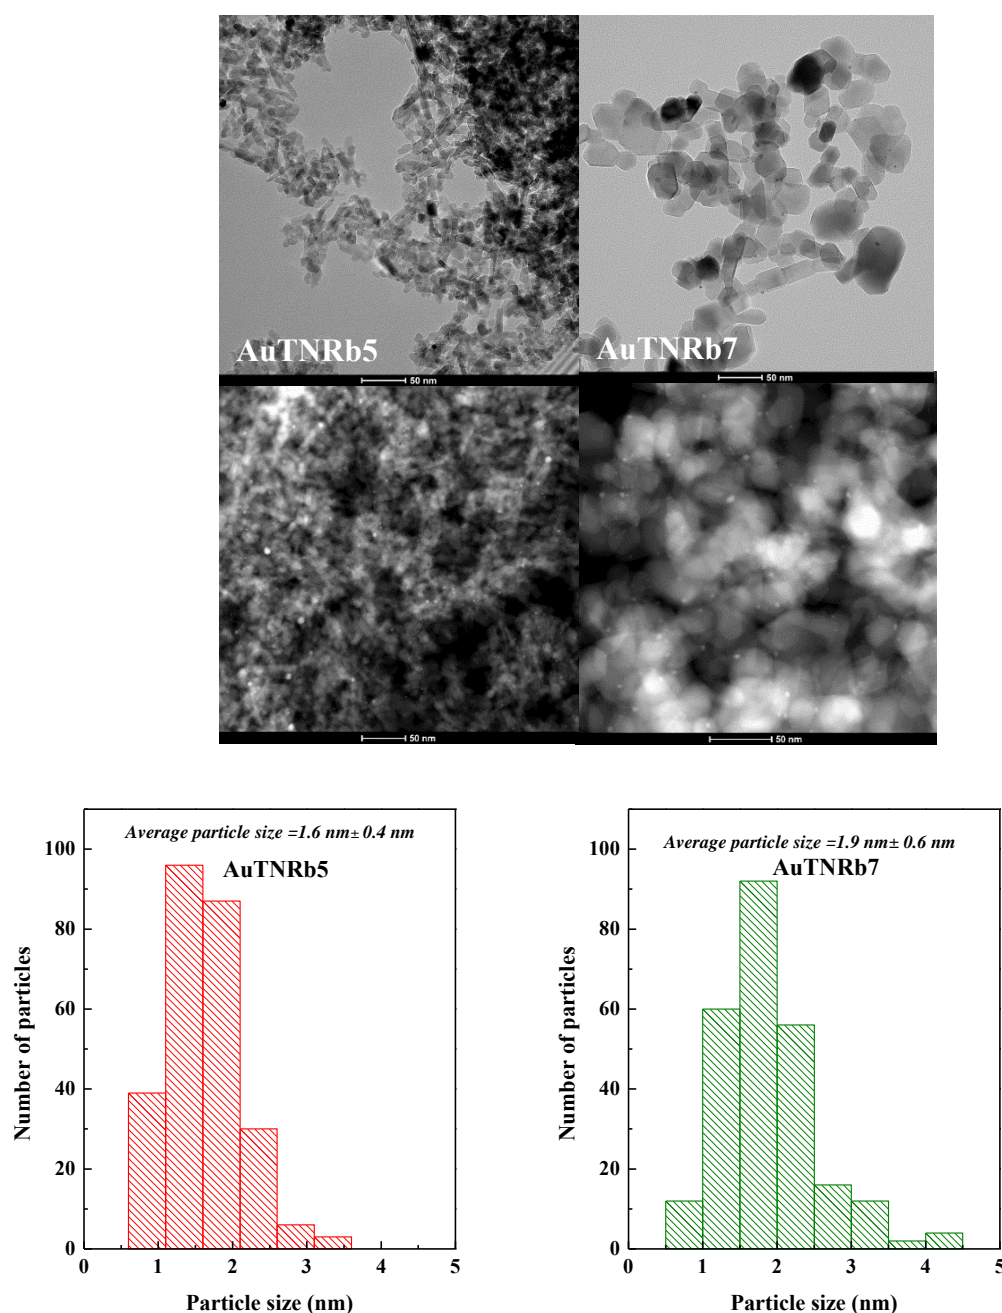 AuTNRb5
AuTNRb7
50 nm
50 nm
50 nm
50 nm
Average particle size =1.6 nm± 0.4 nm
AuTNRb5
100
80
60
40
20
0
Number of particles
0 1 2 3 4 5
Particle size (nm)
Average particle size =1.9 nm± 0.6 nm
AuTNRb7
100
80
60
40
20
0
Number of particles
0 1 2 3 4 5
Particle size (nm)